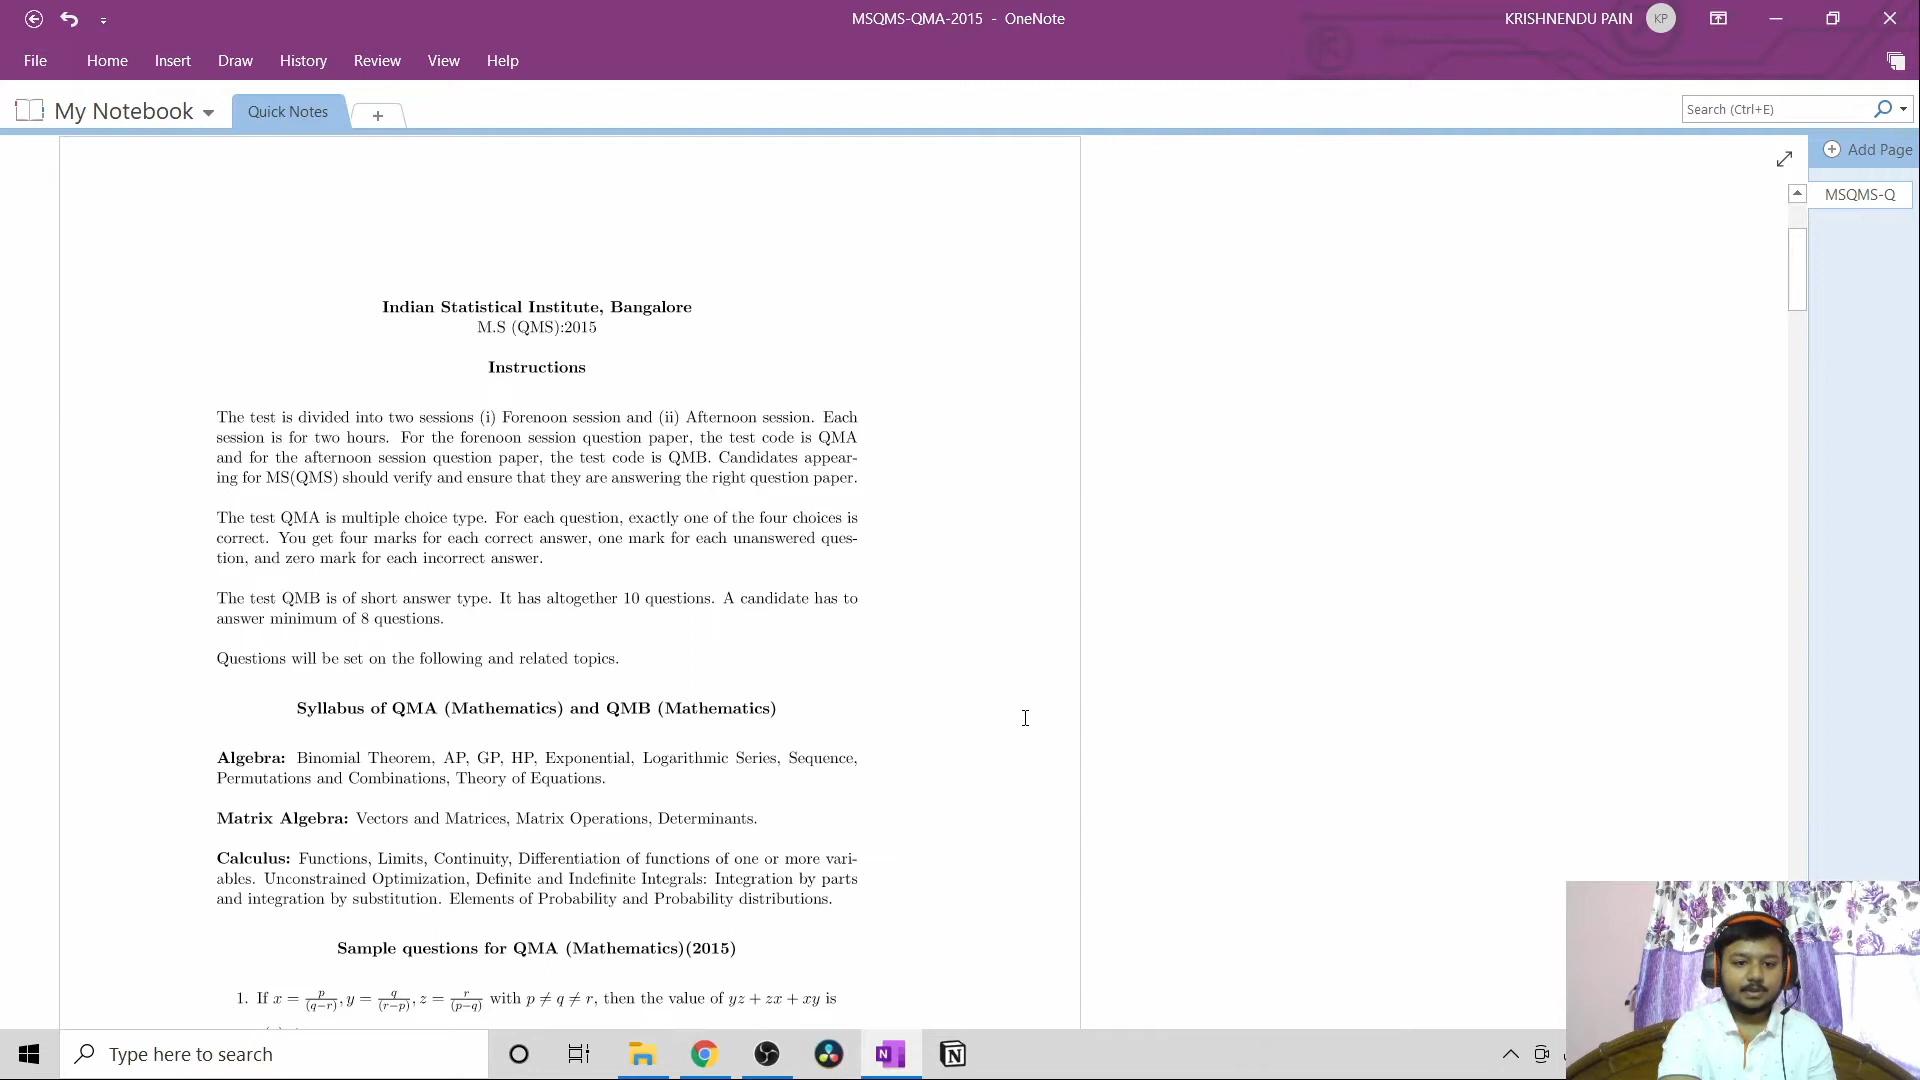 MSQMS-QMA-2015 - OneNote
KRISHNENDU PAIN
KP
File
Home
Insert
Draw
History
Review
View
Help
My Notebook
Quick Notes
Search (Ctrl+E)
Add Page
MSQMS-Q
Indian Statistical Institute, Bangalore
M.S (QMS):2015
Instructions
The test is divided into two sessions (i) Forenoon session and (ii) Afternoon session. Each
session is for two hours. For the forenoon session question paper, the test code is QMA
and for the afternoon session question paper, the test code is QMB. Candidates appear-
ing for MS(QMS) should verify and ensure that they are answering the right question paper.
The test QMA is multiple choice type. For each question, exactly one of the four choices is
correct. You get four marks for each correct answer, one mark for each unanswered ques-
tion, and zero mark for each incorrect answer.
The test QMB is of short answer type. It has altogether 10 questions. A candidate has to
answer minimum of 8 questions.
Questions will be set on the following and related topics.
Syllabus of QMA (Mathematics) and QMB (Mathematics)
Algebra: Binomial Theorem, AP, GP, HP, Exponential, Logarithmic Series, Sequence,
Permutations and Combinations, Theory of Equations.
Matrix Algebra: Vectors and Matrices, Matrix Operations, Determinants.
Calculus: Functions, Limits, Continuity, Differentiation of functions of one or more vari-
ables. Unconstrained Optimization, Definite and Indefinite Integrals: Integration by parts
and integration by substitution. Elements of Probability and Probability distributions.
Sample questions for QMA (Mathematics)(2015)
1. If x = p/(q−r), y = q/(r−p), z = r/(p−q) with p ≠ q ≠ r, then the value of yz + zx + xy is
Type here to search